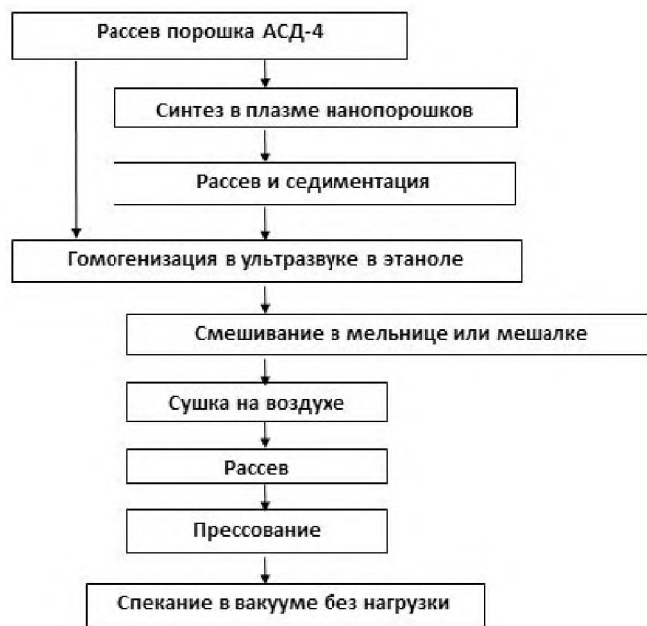 Рассев порошка АСД-4
Синтез в плазме нанопорошков
Рассев и седиментация
Гомогенизация в ультразвуке в этаноле
Смешивание в мельнице или мешалке
Сушка на воздухе
Рассев
Прессование
Спекание в вакууме без нагрузки